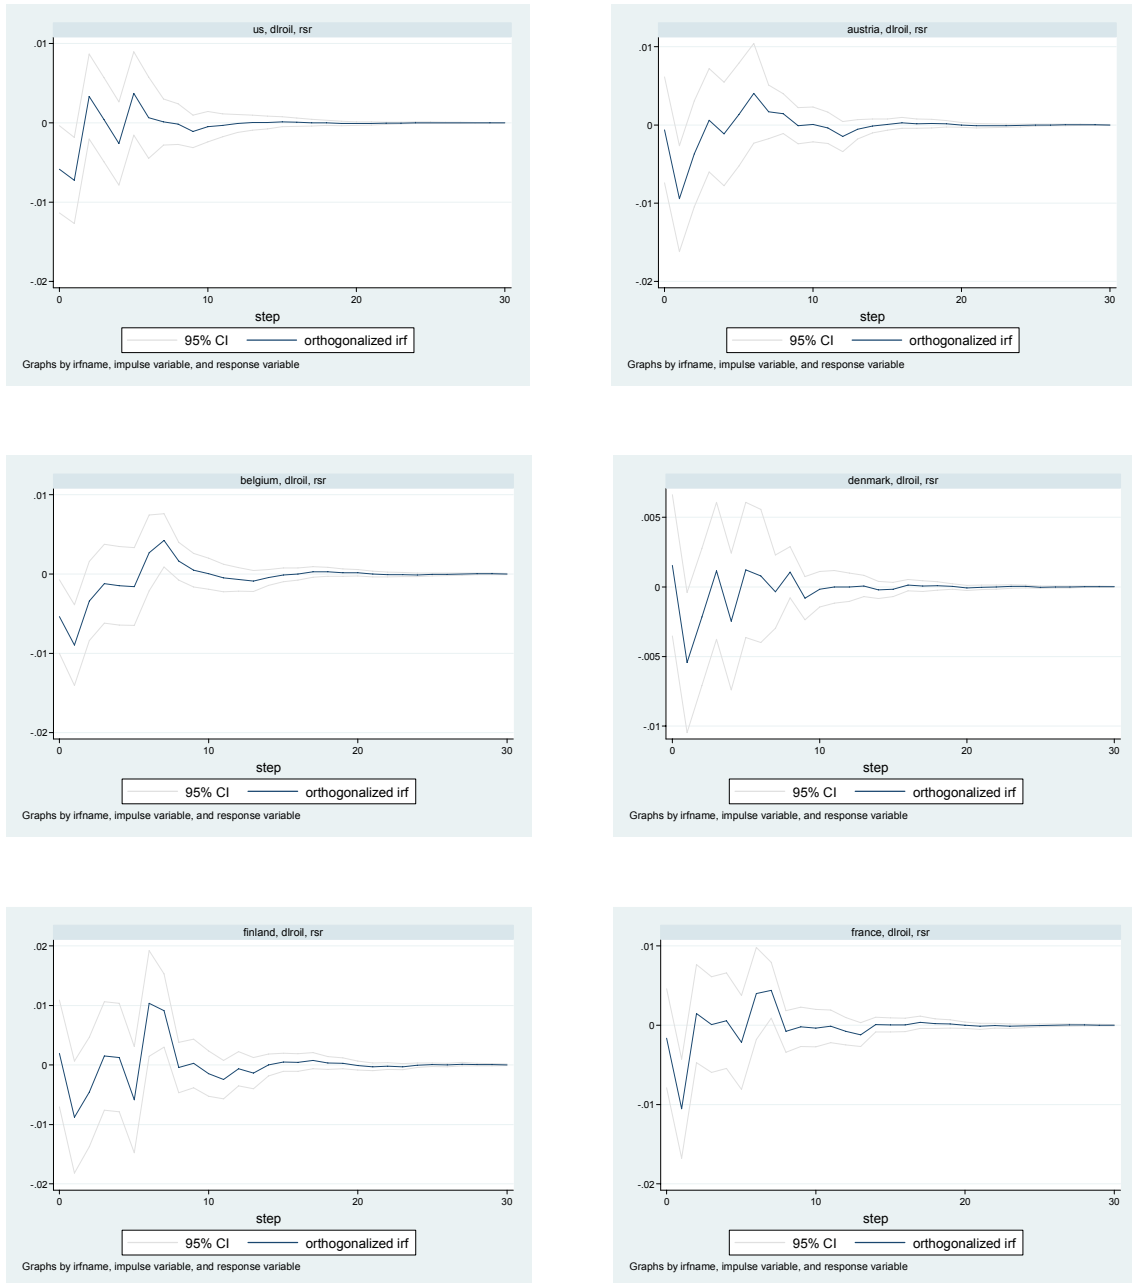 us, dlroil, rsr
.01
0
-.01
-.02
0 10 20 30
step
95% CI orthogonalized irf
Graphs by irfname, impulse variable, and response variable
austria, dlroil, rsr
.01
0
-.01
-.02
0 10 20 30
step
95% CI orthogonalized irf
Graphs by irfname, impulse variable, and response variable
belgium, dlroil, rsr
.01
0
-.01
-.02
0 10 20 30
step
95% CI orthogonalized irf
Graphs by irfname, impulse variable, and response variable
denmark, dlroil, rsr
.005
0
-.005
-.01
0 10 20 30
step
95% CI orthogonalized irf
Graphs by irfname, impulse variable, and response variable
finland, dlroil, rsr
.02
.01
0
-.01
-.02
0 10 20 30
step
95% CI orthogonalized irf
Graphs by irfname, impulse variable, and response variable
france, dlroil, rsr
.01
0
-.01
-.02
0 10 20 30
step
95% CI orthogonalized irf
Graphs by irfname, impulse variable, and response variable